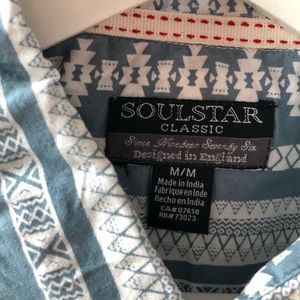 SOULSTAR
CLASSIC
Since Nineteen Seventy Six
Designed in England
M/M
Made in India
Fabrique en Inde
Hecho en India
CA# 07658
RN# 73023